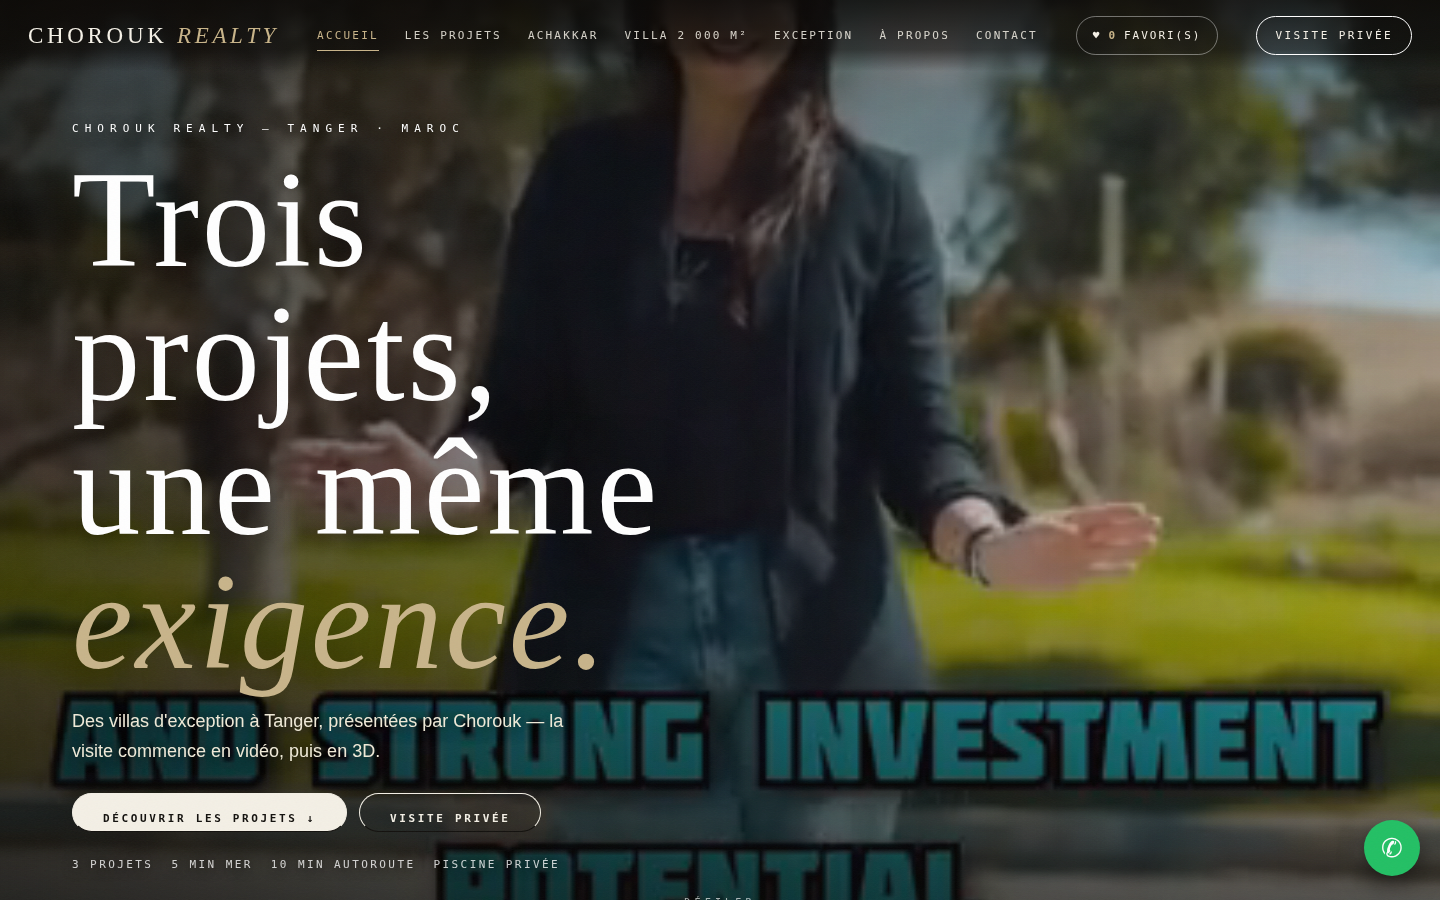 CHOROUK REALTY
ACCUEIL
LES PROJETS
ACHAKKAR
VILLA 2 000 M²
EXCEPTION
À PROPOS
CONTACT
♥ 0 FAVORI(S)
VISITE PRIVÉE
CHOROUK REALTY — TANGER · MAROC
Trois
projets,
une même
exigence.
AND STRONG INVESTMENT
Des villas d'exception à Tanger, présentées par Chorouk — la
visite commence en vidéo, puis en 3D.
DÉCOUVRIR LES PROJETS ↓
VISITE PRIVÉE
POTENTIAL
3 PROJETS 5 MIN MER 10 MIN AUTOROUTE PISCINE PRIVÉE